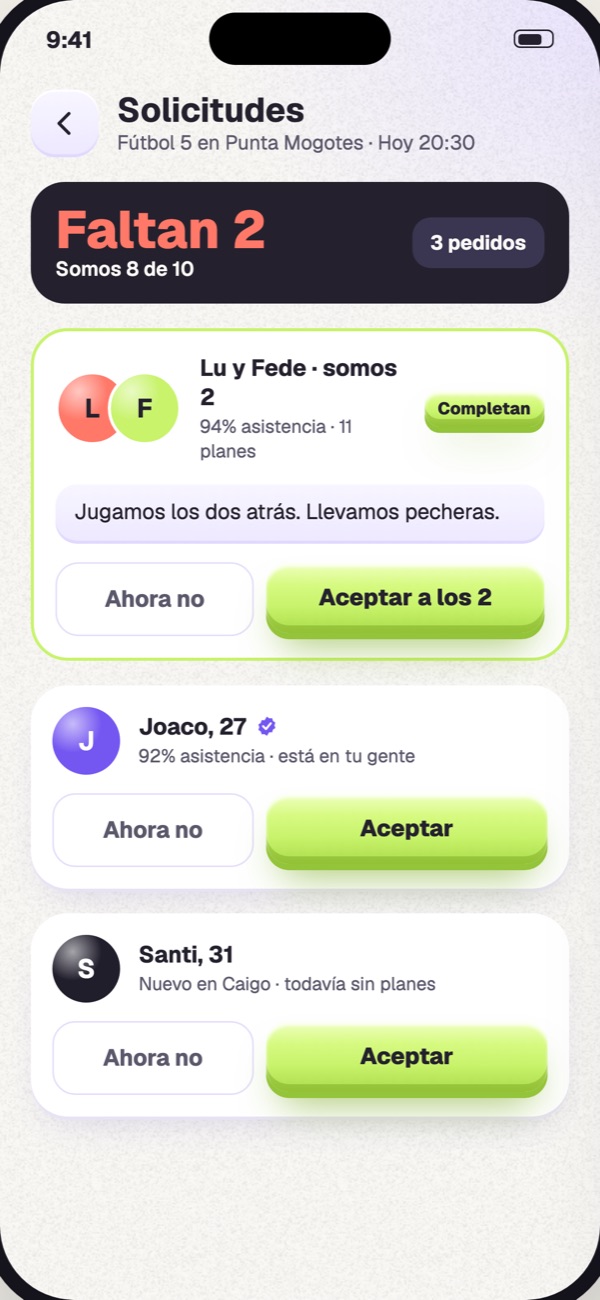 9:41
Solicitudes
Fútbol 5 en Punta Mogotes · Hoy 20:30
Faltan 2
Somos 8 de 10
3 pedidos
L
F
Lu y Fede · somos
2
94% asistencia · 11
planes
Completan
Jugamos los dos atrás. Llevamos pecheras.
Ahora no
Aceptar a los 2
J
Joaco, 27
92% asistencia · está en tu gente
Ahora no
Aceptar
S
Santi, 31
Nuevo en Caigo · todavía sin planes
Ahora no
Aceptar